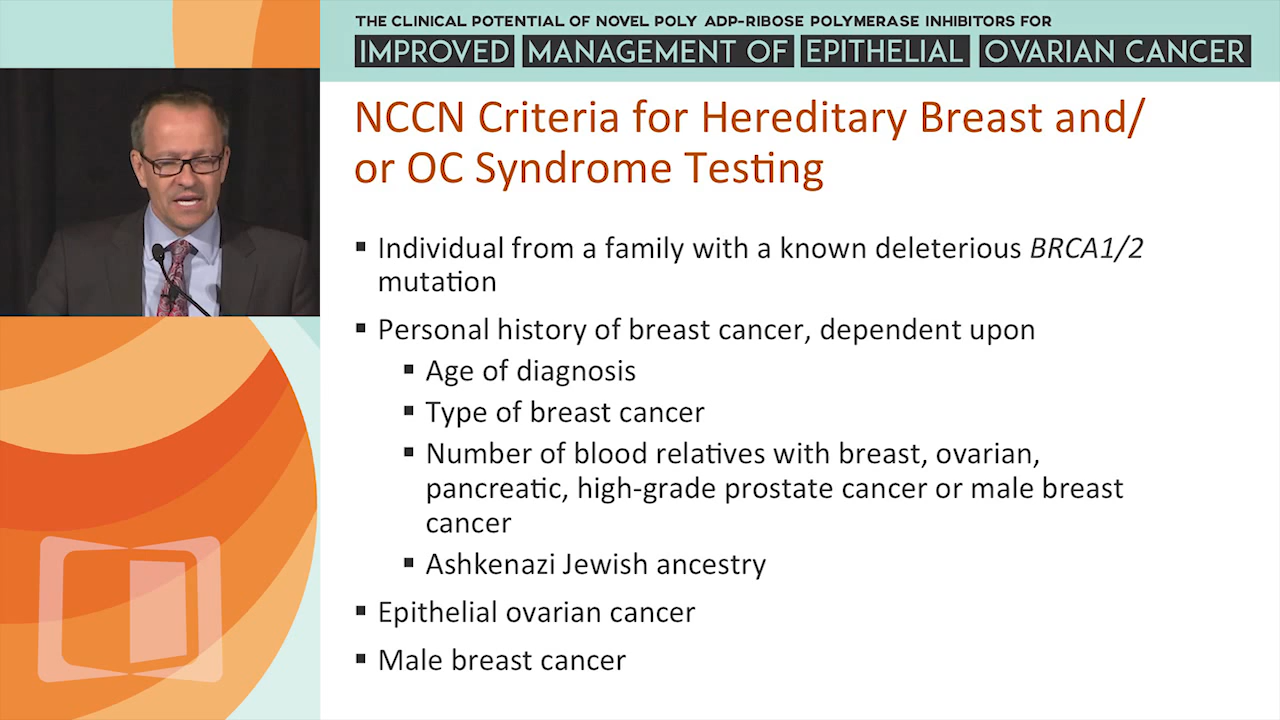 THE CLINICAL POTENTIAL OF NOVEL POLY ADP-RIBOSE POLYMERASE INHIBITORS FOR
IMPROVED MANAGEMENT OF EPITHELIAL OVARIAN CANCER
NCCN Criteria for Hereditary Breast and/
or OC Syndrome Testing
▪ Individual from a family with a known deleterious BRCA1/2
mutation
▪ Personal history of breast cancer, dependent upon
▪ Age of diagnosis
▪ Type of breast cancer
▪ Number of blood relatives with breast, ovarian,
pancreatic, high-grade prostate cancer or male breast
cancer
▪ Ashkenazi Jewish ancestry
▪ Epithelial ovarian cancer
▪ Male breast cancer